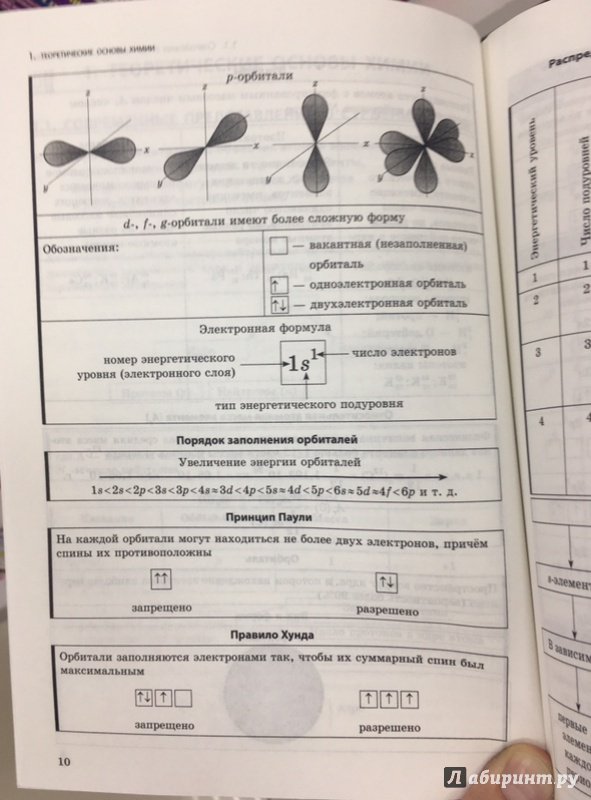 1. ТЕОРЕТИЧЕСКИЕ ОСНОВЫ ХИМИИ
p-орбитали
z z z z
x x x x
y y y y
d-, f-, g-орбитали имеют более сложную форму
Обозначения:
— вакантная (незаполненная)
орбиталь
↑ — одноэлектронная орбиталь
↑↓ — двухэлектронная орбиталь
Электронная формула
номер энергетического
уровня (электронного слоя)
1s¹
число электронов
тип энергетического подуровня
Порядок заполнения орбиталей
Увеличение энергии орбиталей
1s<2s<2p<3s<3p<4s≈3d<4p<5s≈4d<5p<6s≈5d≈4f<6p и т. д.
Принцип Паули
На каждой орбитали могут находиться не более двух электронов, причём
спины их противоположны
↑↑ ↑↓
запрещено разрешено
Правило Хунда
Орбитали заполняются электронами так, чтобы их суммарный спин был
максимальным
↑↓ ↑ ↑ ↑ ↑
запрещено разрешено
10
Распре
Энергетический уровень
Число подуровней
1 1
2 2
3 3
4 4
s-элемент
В зависим
первые
элемен
каждо
Лабиринт.ру